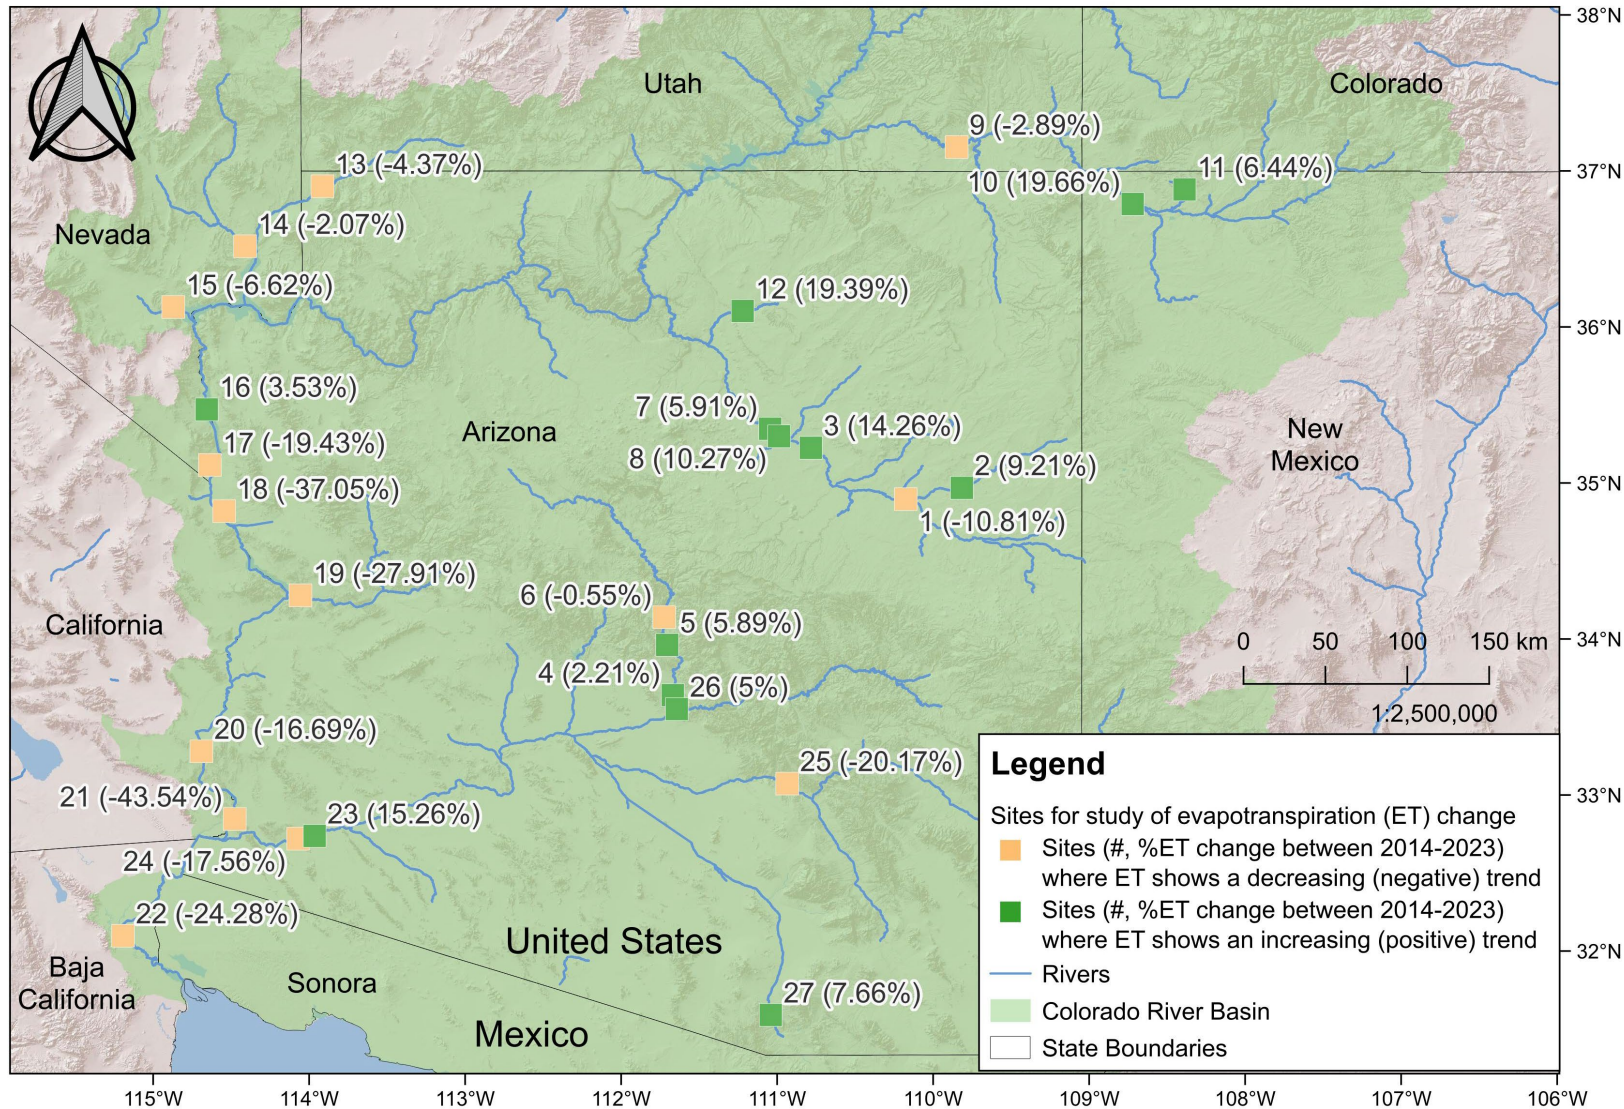 38°N
Utah
Colorado
9 (-2.89%)
13 (-4.37%)
11 (6.44%)
37°N
10 (19.66%)
14 (-2.07%)
Nevada
15 (-6.62%)
12 (19.39%)
36°N
16 (3.53%)
7 (5.91%)
3 (14.26%)
Arizona
17 (-19.43%)
8 (10.27%)
New
Mexico
2 (9.21%)
18 (-37.05%)
35°N
1 (-10.81%)
19 (-27.91%)
6 (-0.55%)
California
5 (5.89%)
0 50 100 150 km
34°N
4 (2.21%)
26 (5%)
1:2,500,000
20 (-16.69%)
25 (-20.17%)
21 (-43.54%)
33°N
23 (15.26%)
24 (-17.56%)
22 (-24.28%)
United States
32°N
Baja
California
Sonora
27 (7.66%)
Mexico
Legend
Sites for study of evapotranspiration (ET) change
Sites (#, %ET change between 2014-2023)
where ET shows a decreasing (negative) trend
Sites (#, %ET change between 2014-2023)
where ET shows an increasing (positive) trend
Rivers
Colorado River Basin
State Boundaries
115°W 114°W 113°W 112°W 111°W 110°W 109°W 108°W 107°W 106°W